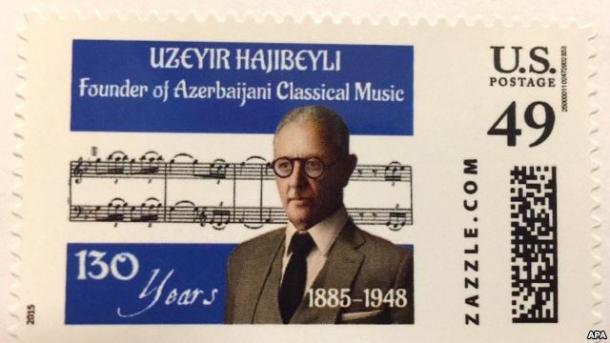 UZEYIR HAJIBEYLI
Founder of Azerbaijani Classical Music
130 Years
1885-1948
2015
U.S.
POSTAGE
49
ZAZZLE.COM
APA